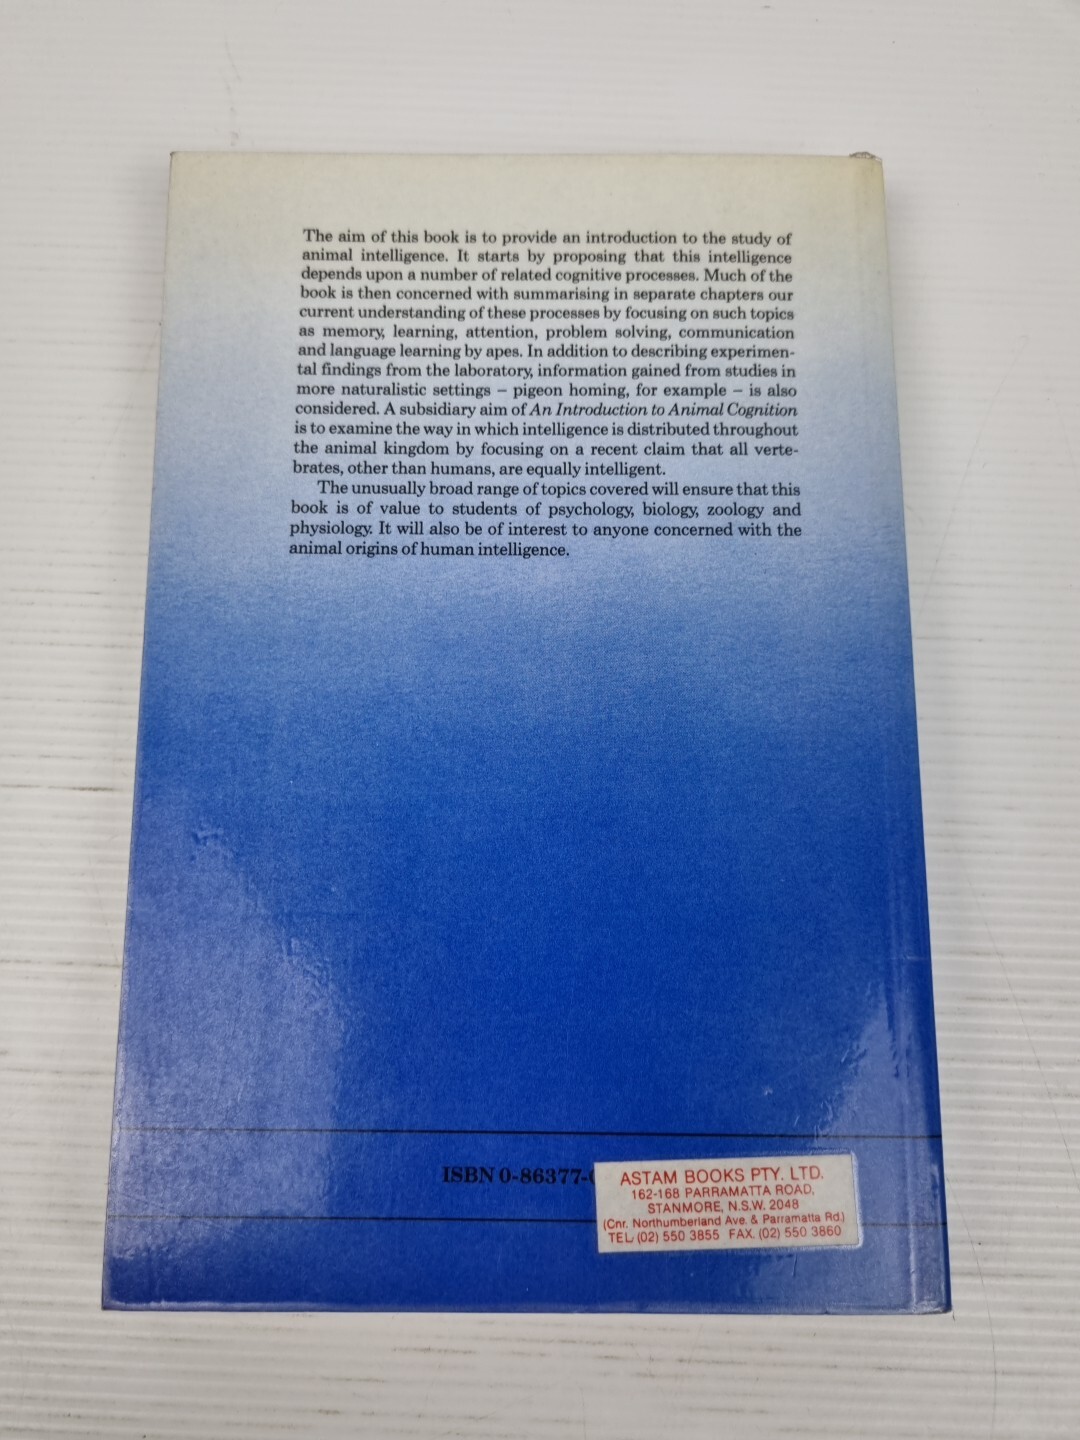 The aim of this book is to provide an introduction to the study of
animal intelligence. It starts by proposing that this intelligence
depends upon a number of related cognitive processes. Much of the
book is then concerned with summarising in separate chapters our
current understanding of these processes by focusing on such topics
as memory, learning, attention, problem solving, communication
and language learning by apes. In addition to describing experimen-
tal findings from the laboratory, information gained from studies in
more naturalistic settings – pigeon homing, for example – is also
considered. A subsidiary aim of An Introduction to Animal Cognition
is to examine the way in which intelligence is distributed throughout
the animal kingdom by focusing on a recent claim that all verte-
brates, other than humans, are equally intelligent.
The unusually broad range of topics covered will ensure that this
book is of value to students of psychology, biology, zoology and
physiology. It will also be of interest to anyone concerned with the
animal origins of human intelligence.
ISBN 0-86377-
ASTAM BOOKS PTY. LTD.
162-168 PARRAMATTA ROAD,
STANMORE, N.S.W. 2048
(Cnr. Northumberland Ave. & Parramatta Rd.)
TEL. (02) 550 3855 FAX. (02) 550 3860